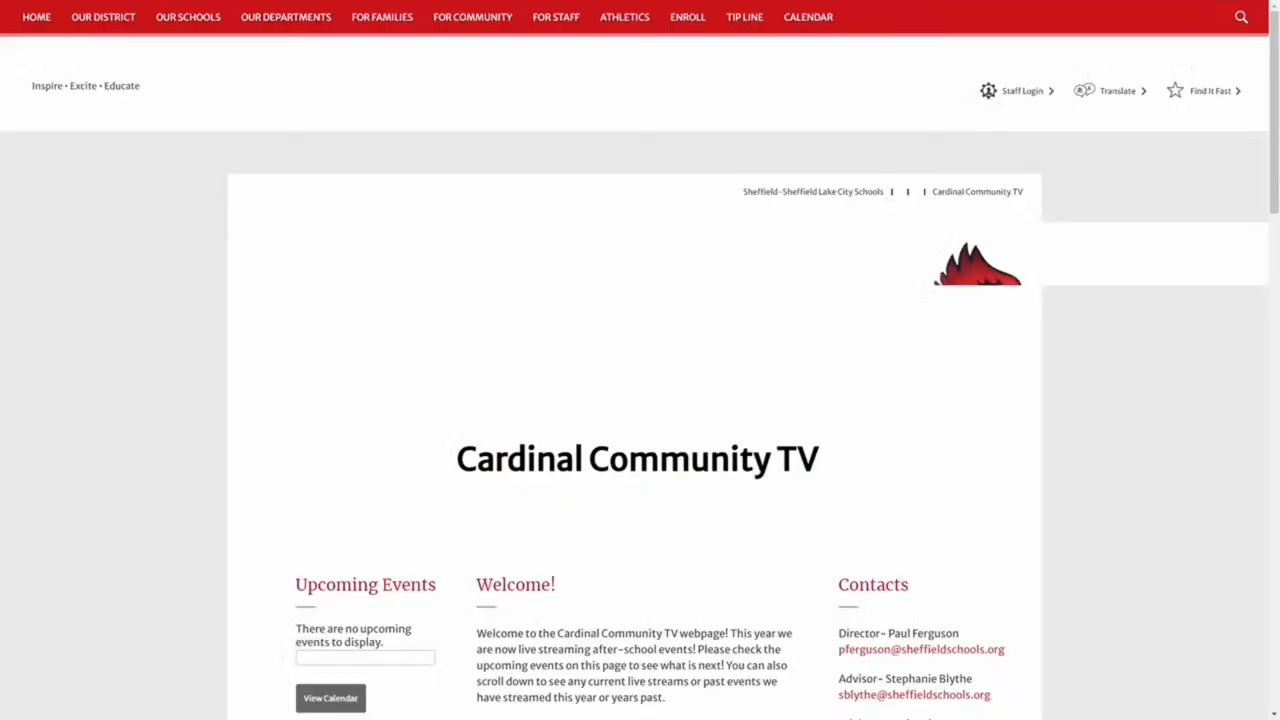 HOME OUR DISTRICT OUR SCHOOLS OUR DEPARTMENTS FOR FAMILIES FOR COMMUNITY FOR STAFF ATHLETICS ENROLL TIP LINE CALENDAR
Inspire • Excite • Educate
Staff Login Translate Find It Fast
Sheffield-Sheffield Lake City Schools Cardinal Community TV
Cardinal Community TV
Upcoming Events
There are no upcoming
events to display.
View Calendar
Welcome!
Welcome to the Cardinal Community TV webpage! This year we
are now live streaming after-school events! Please check the
upcoming events on this page to see what is next! You can also
scroll down to see any current live streams or past events we
have streamed this year or years past.
Contacts
Director- Paul Ferguson
pferguson@sheffieldschools.org
Advisor- Stephanie Blythe
sblythe@sheffieldschools.org